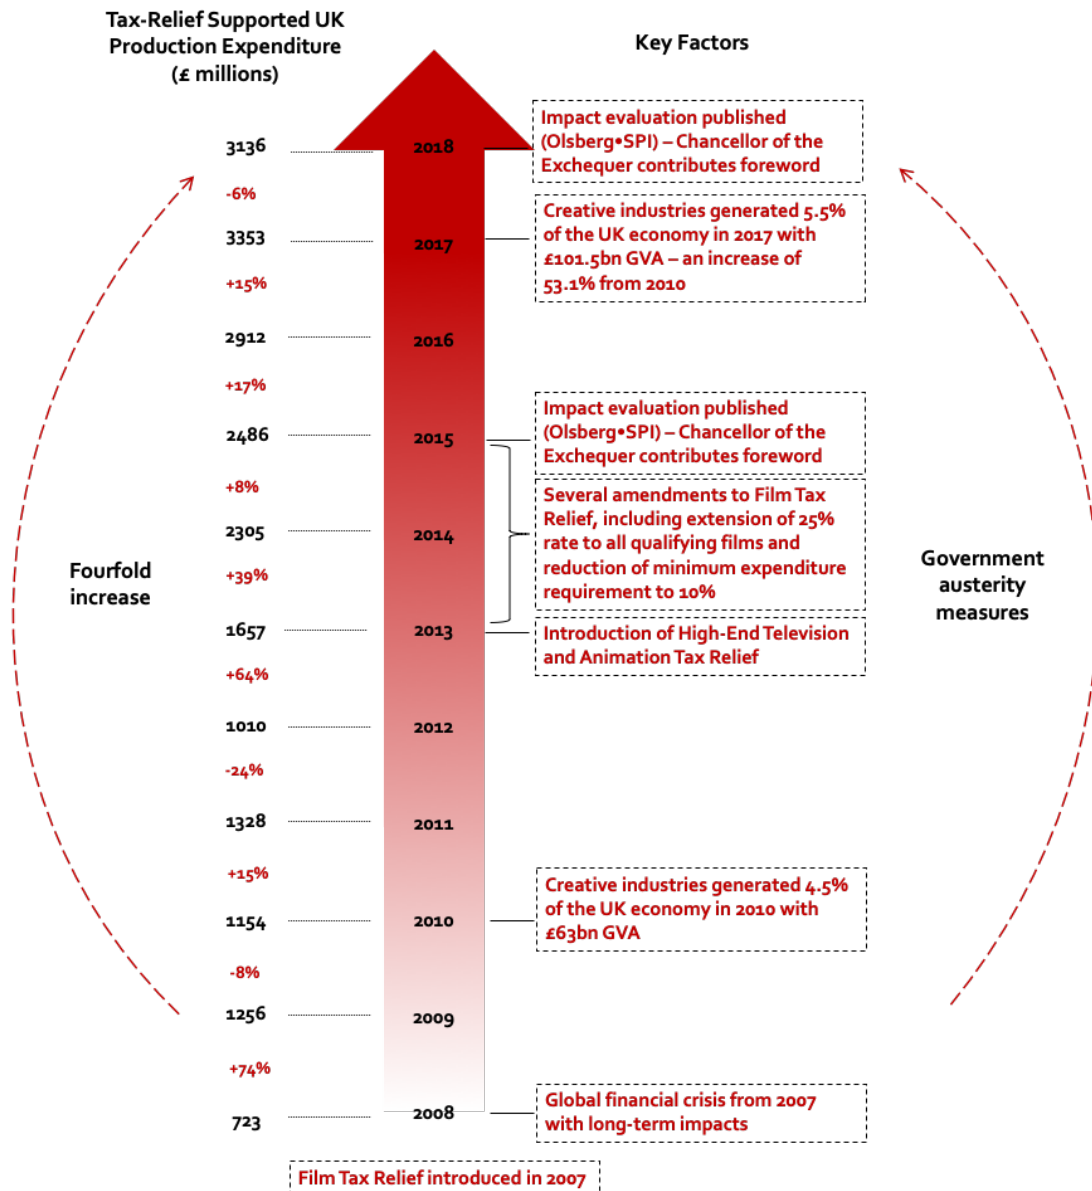 Tax-Relief Supported UK
Production Expenditure
(£ millions)
Key Factors
3136
2018
Impact evaluation published
(Olsberg•SPI) – Chancellor of the
Exchequer contributes foreword
-6%
3353
2017
Creative industries generated 5.5%
of the UK economy in 2017 with
£101.5bn GVA – an increase of
53.1% from 2010
+15%
2912
2016
+17%
2486
2015
Impact evaluation published
(Olsberg•SPI) – Chancellor of the
Exchequer contributes foreword
+8%
2305
2014
Several amendments to Film Tax
Relief, including extension of 25%
rate to all qualifying films and
reduction of minimum expenditure
requirement to 10%
Fourfold
increase
+39%
Government
austerity
measures
1657
2013
Introduction of High-End Television
and Animation Tax Relief
+64%
1010
2012
-24%
1328
2011
+15%
1154
2010
Creative industries generated 4.5%
of the UK economy in 2010 with
£63bn GVA
-8%
1256
2009
+74%
723
2008
Global financial crisis from 2007
with long-term impacts
Film Tax Relief introduced in 2007